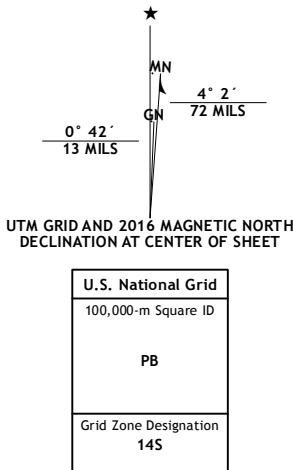 ★
MN
4° 2´
72 MILS
GN
0° 42´
13 MILS
UTM GRID AND 2016 MAGNETIC NORTH
DECLINATION AT CENTER OF SHEET
U.S. National Grid
100,000-m Square ID
PB
Grid Zone Designation
14S